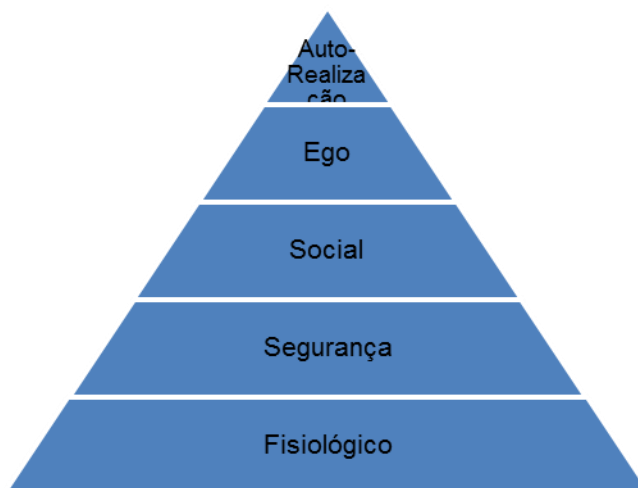 Auto-
Realiza
ção
Ego
Social
Segurança
Fisiológico